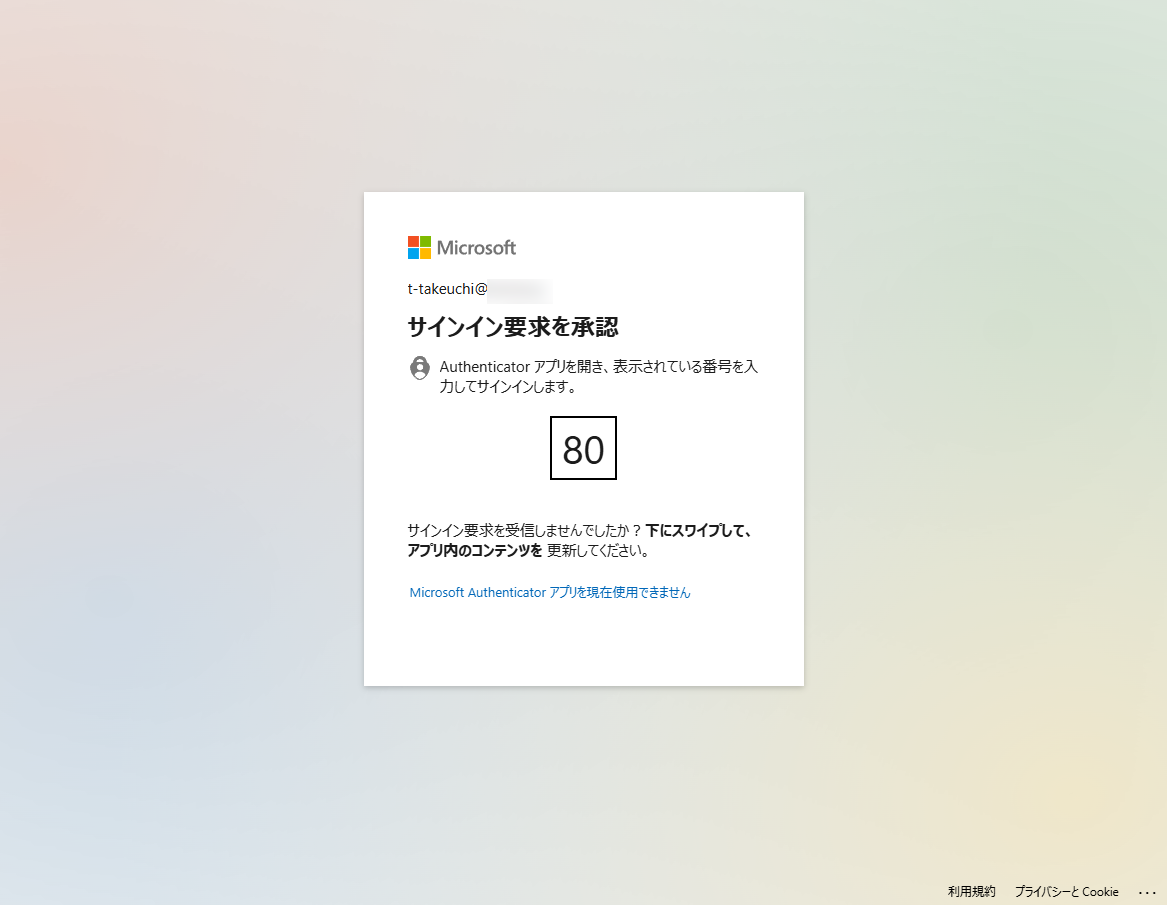 Microsoft
t-takeuchi@
サインイン要求を承認
Authenticator アプリを開き、表示されている番号を入
力してサインインします。
80
サインイン要求を受信しませんでしたか? 下にスワイプして、
アプリ内のコンテンツを 更新してください。
Microsoft Authenticator アプリを現在使用できません
利用規約 プライバシーと Cookie ...